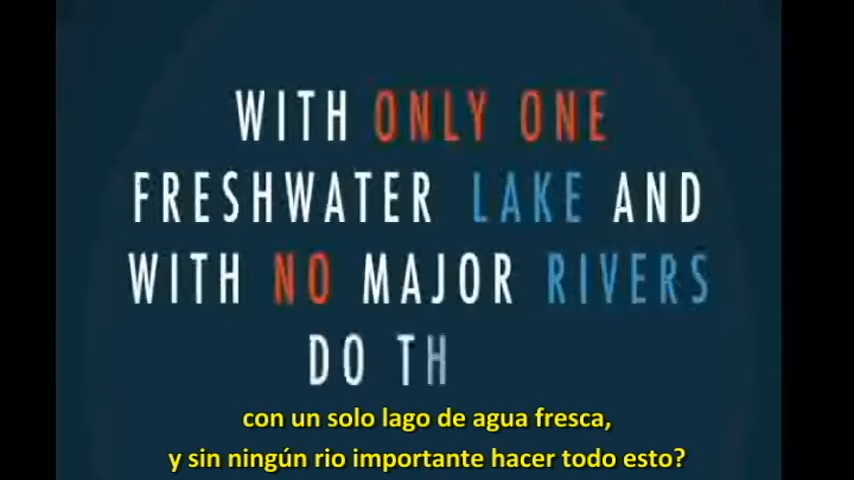 WITH ONLY ONE
FRESHWATER LAKE AND
WITH NO MAJOR RIVERS
DO TH
con un solo lago de agua fresca,
y sin ningún rio importante hacer todo esto?